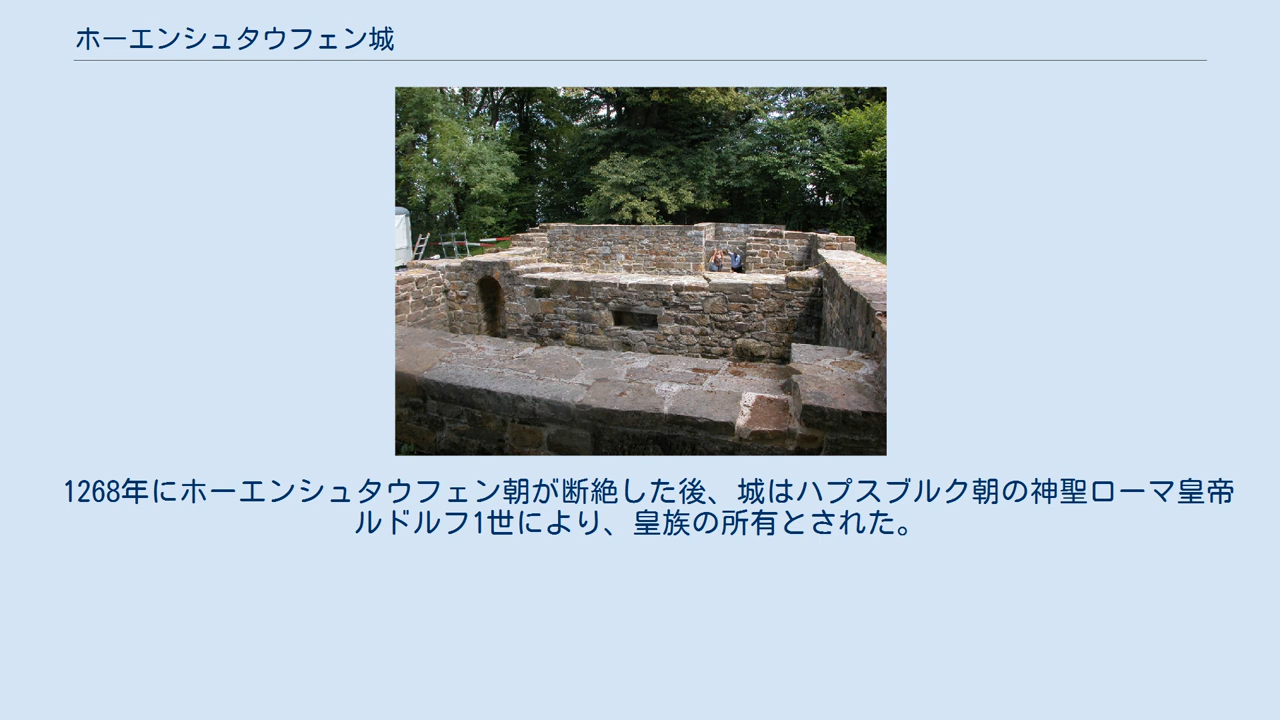 ホーエンシュタウフェン城
1268年にホーエンシュタウフェン朝が断絶した後、城はハプスブルク朝の神聖ローマ皇帝
ルドルフ1世により、皇族の所有とされた。